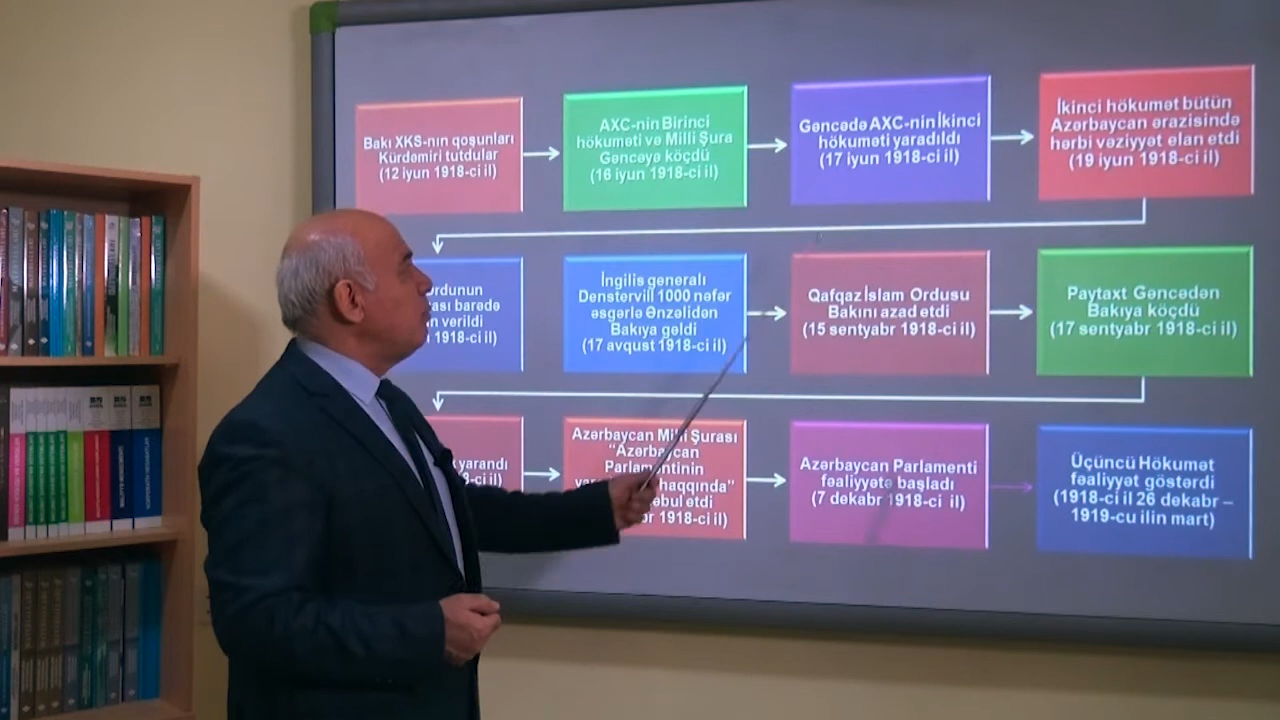 Bakı XKS-nın qoşunları
Kürdəmiri tutdular
(12 iyun 1918-ci il)
AXC-nin Birinci
hökuməti və Milli Şura
Gəncəyə köçdü
(16 iyun 1918-ci il)
Gəncədə AXC-nin İkinci
hökuməti yaradıldı
(17 iyun 1918-ci il)
İkinci hökumət bütün
Azərbaycan ərazisində
hərbi vəziyyət elan etdi
(19 iyun 1918-ci il)
barədə
verildi
1918-ci il)
İngilis generalı
Denstervill 1000 nəfər
əsgərlə Ənzəlidən
Bakıya gəldi
(17 avqust 1918-ci il)
Qafqaz İslam Ordusu
Bakını azad etdi
(15 sentyabr 1918-ci il)
Paytaxt Gəncədən
Bakıya köçdü
(17 sentyabr 1918-ci il)
yarandı
Azərbaycan Milli Şurası
“Azərbaycan
Parlamentinin
haqqında”
etdi
1918-ci il)
Azərbaycan Parlamenti
fəaliyyətə başladı
(7 dekabr 1918-ci il)
Üçüncü Hökumət
fəaliyyət göstərdi
(1918-ci il 26 dekabr –
1919-cu ilin mart)